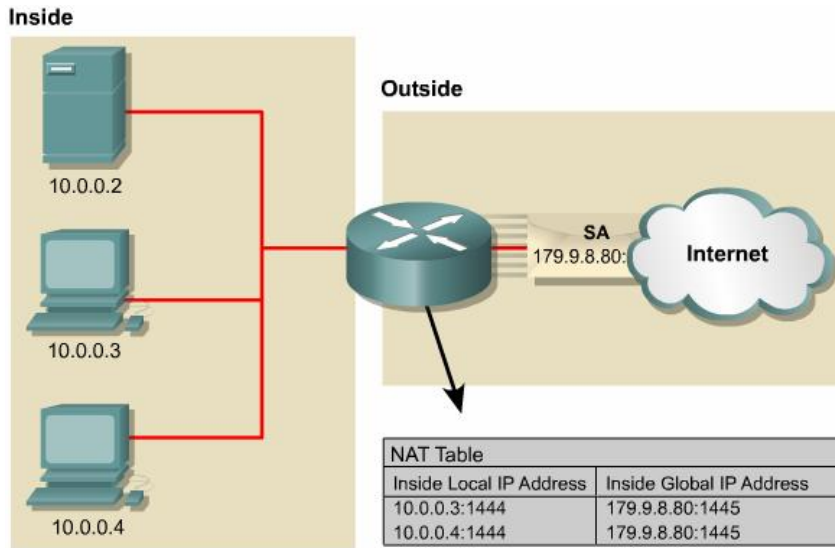 Inside
10.0.0.2
10.0.0.3
10.0.0.4
Outside
SA
179.9.8.80:
Internet
NAT Table
Inside Local IP Address Inside Global IP Address
10.0.0.3:1444 179.9.8.80:1445
10.0.0.4:1444 179.9.8.80:1445